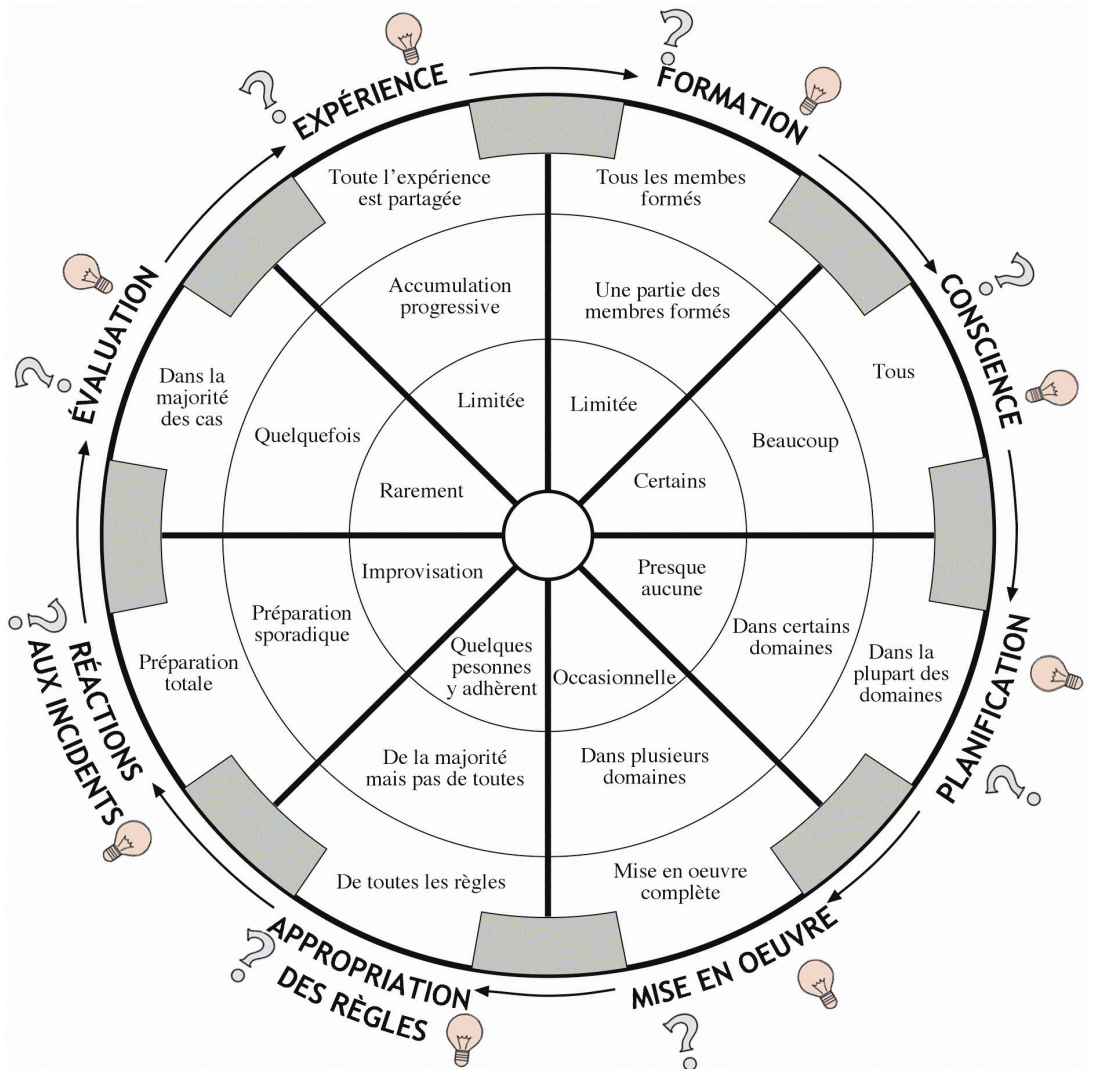 EXPÉRIENCE
Toute l'expérience
est partagée
Accumulation
progressive
Limitée
FORMATION
Tous les membes
formés
Une partie des
membres formés
Limitée
CONSCIENCE
Tous
Beaucoup
Certains
PLANIFICATION
Dans la
plupart des
domaines
Dans certains
domaines
Presque
aucune
MISE EN OEUVRE
Mise en oeuvre
complète
Dans plusieurs
domaines
Occasionnelle
APPROPRIATION
DES RÈGLES
De toutes les règles
De la majorité
mais pas de toutes
Quelques
pesonnes
y adhèrent
RÉACTIONS
AUX INCIDENTS
Préparation
totale
Préparation
sporadique
Improvisation
ÉVALUATION
Dans la
majorité
des cas
Quelquefois
Rarement